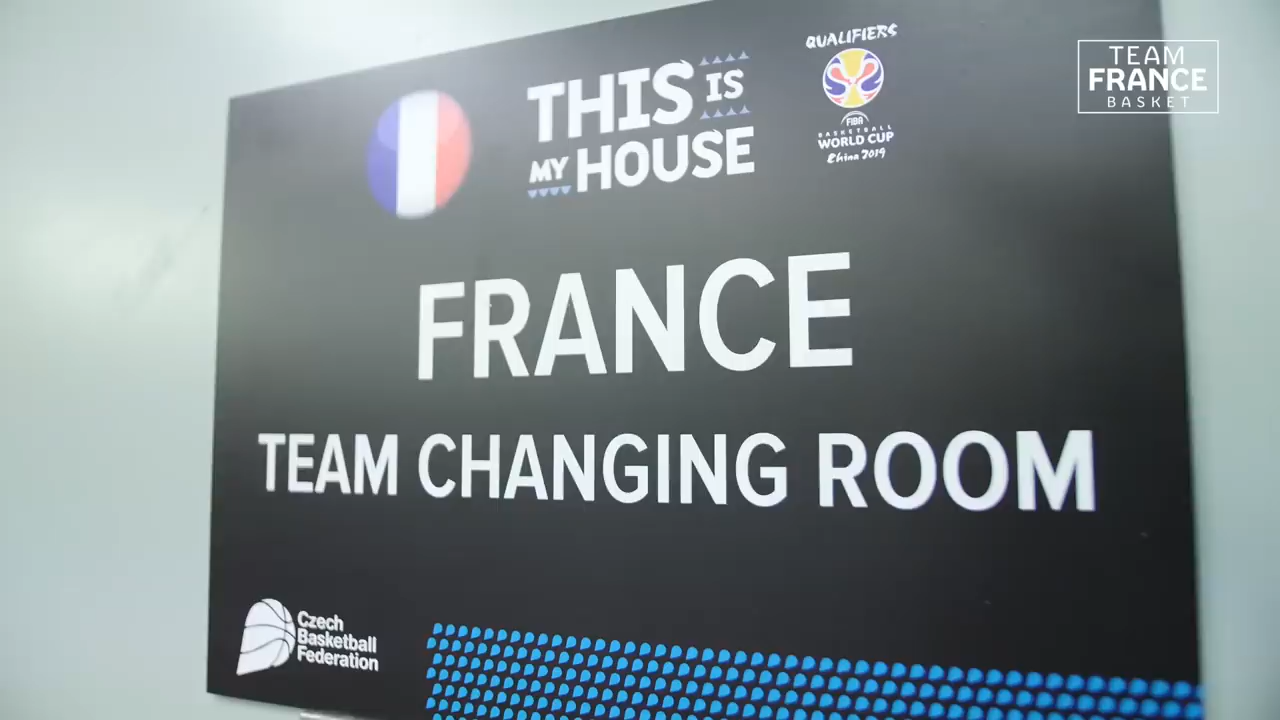 THIS IS
MY HOUSE
QUALIFIERS
FIBA
BASKETBALL
WORLD CUP
China 2019
TEAM
FRANCE
BASKET
FRANCE
TEAM CHANGING ROOM
Czech
Basketball
Federation